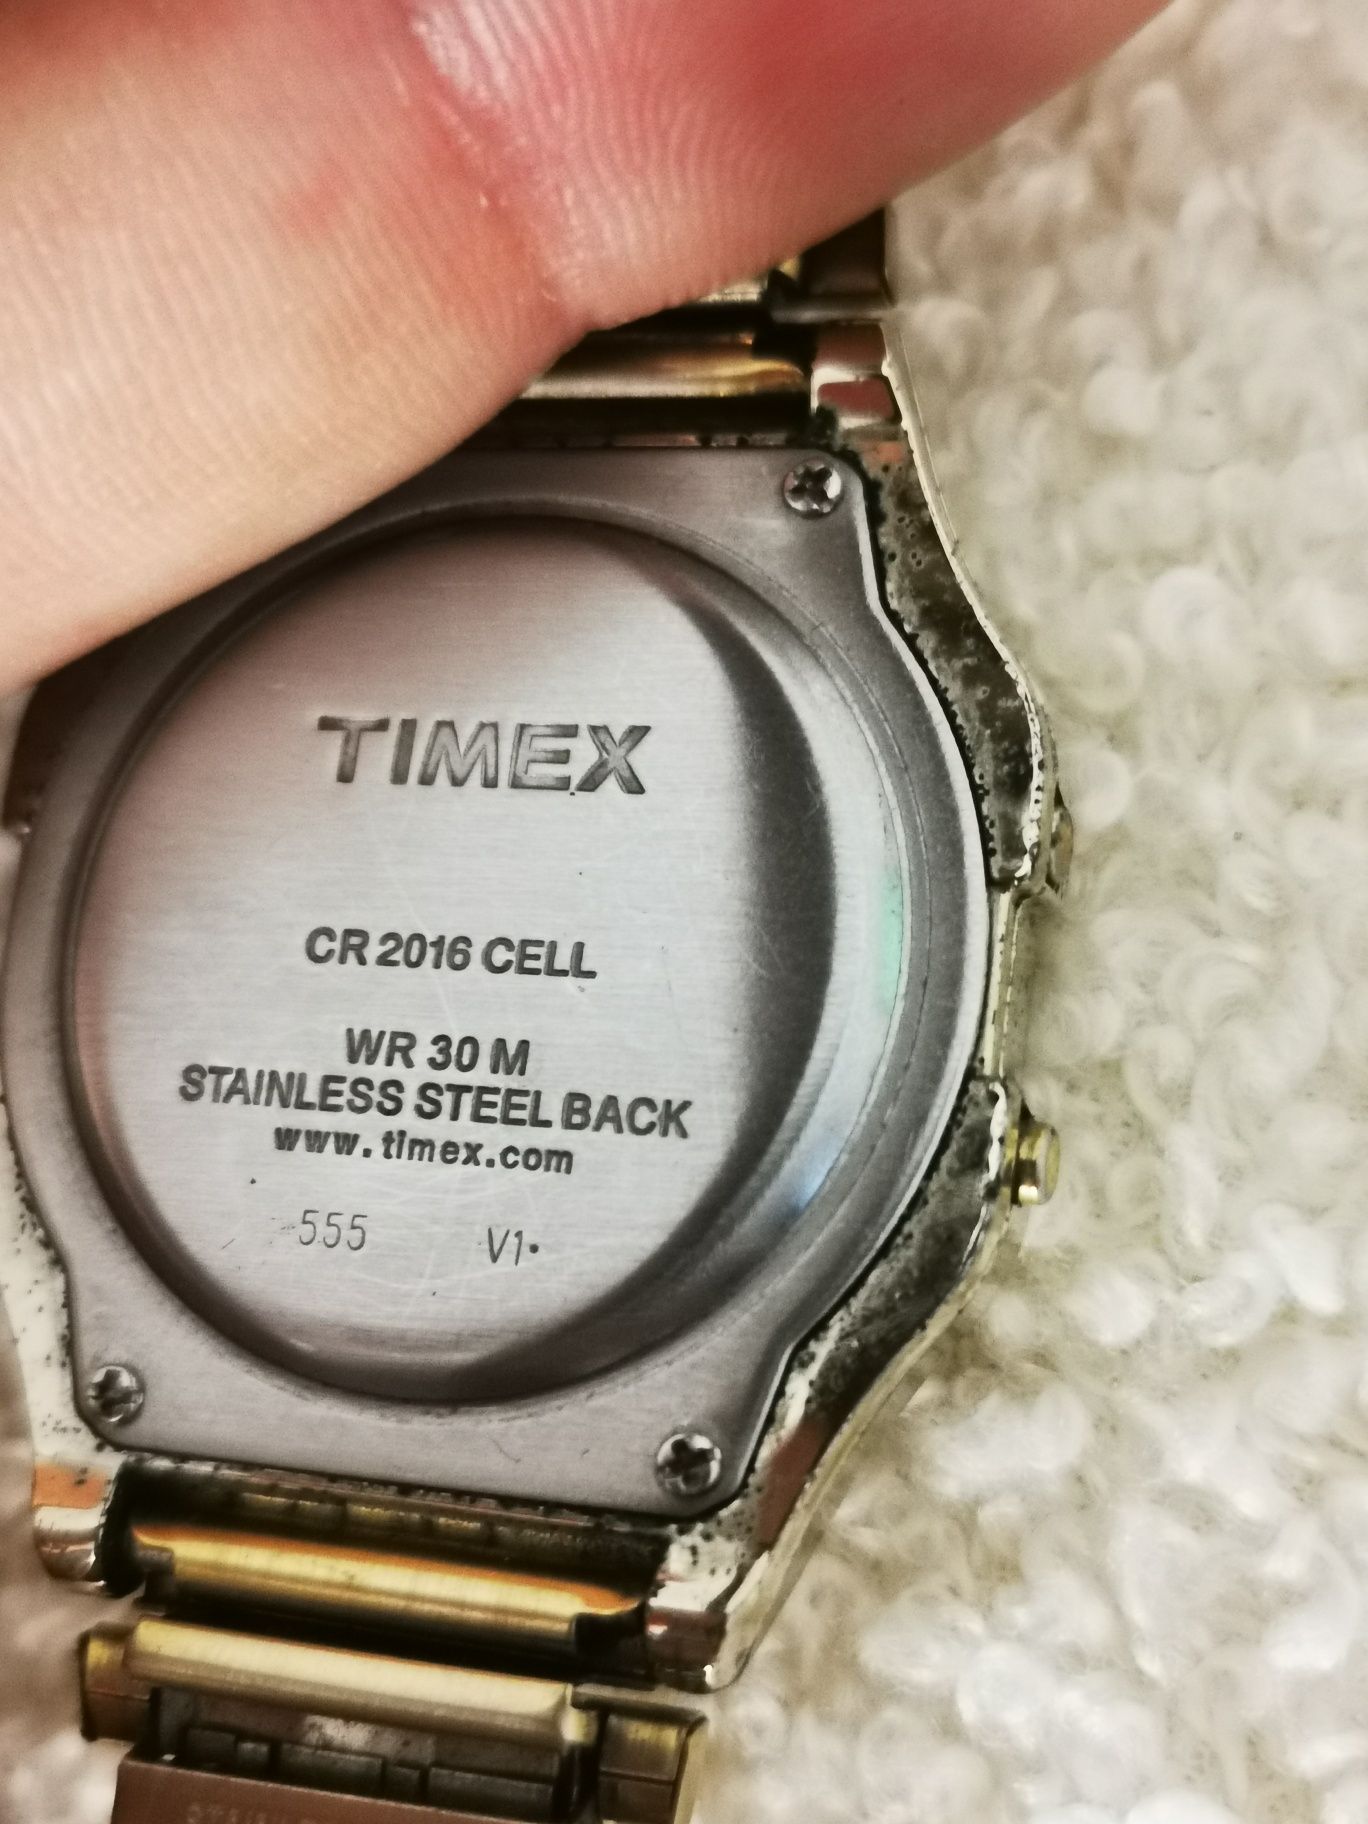 TIMEX
CR 2016 CELL
WR 30 M
STAINLESS STEEL BACK
www.timex.com
555 V1•